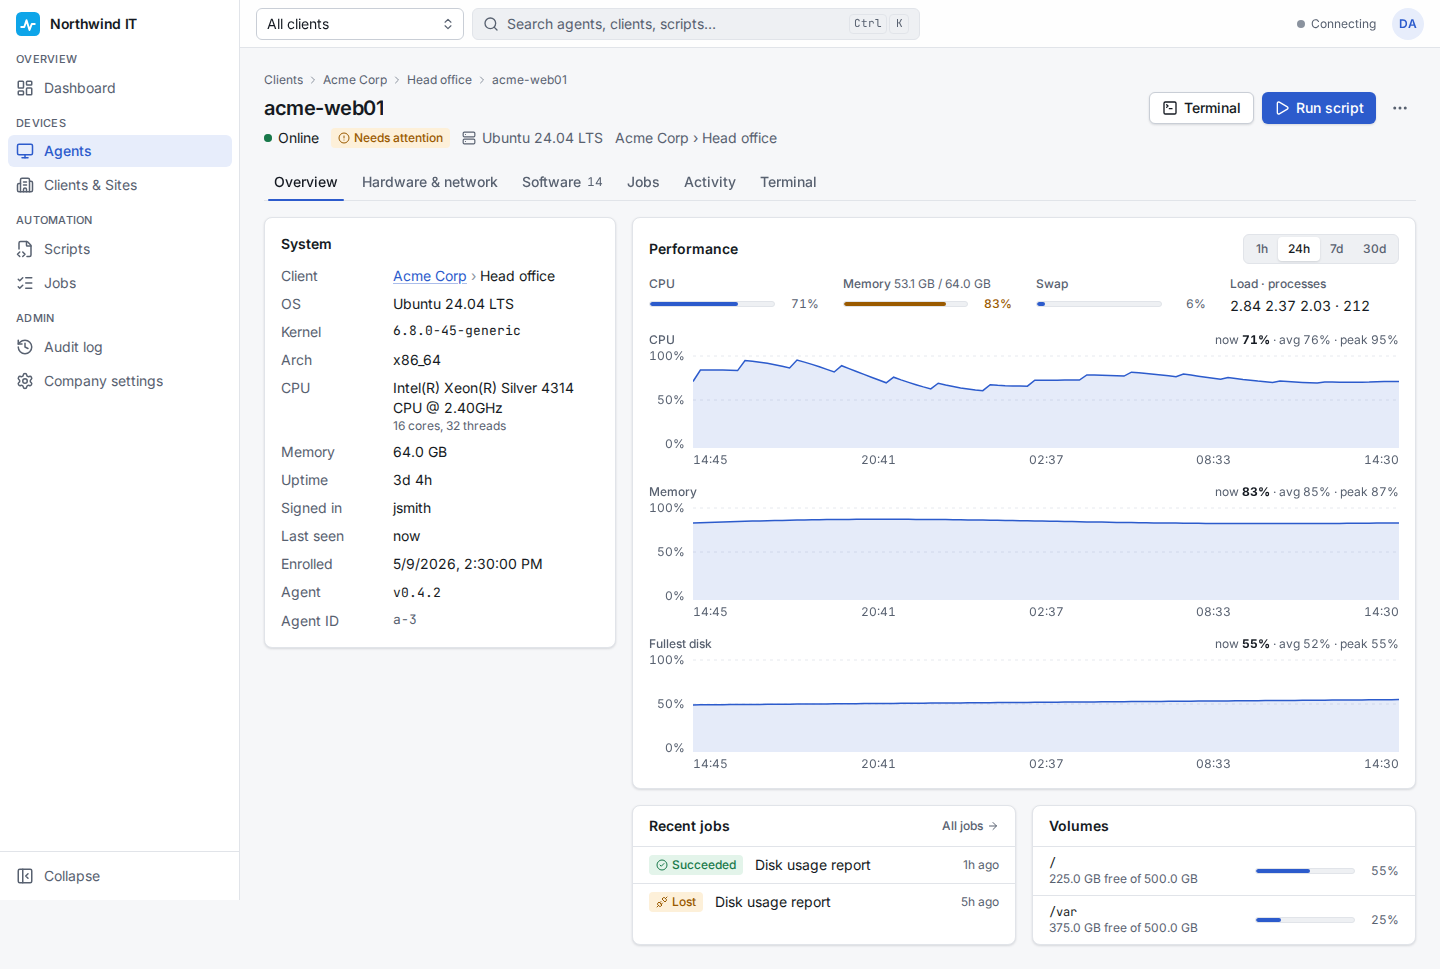 Northwind IT
OVERVIEW
Dashboard
DEVICES
Agents
Clients & Sites
AUTOMATION
Scripts
Jobs
ADMIN
Audit log
Company settings
Collapse
All clients
Search agents, clients, scripts...
Ctrl K
Connecting
DA
Clients > Acme Corp > Head office > acme-web01
acme-web01
Terminal
Run script
Online
Needs attention
Ubuntu 24.04 LTS
Acme Corp › Head office
Overview
Hardware & network
Software 14
Jobs
Activity
Terminal
System
Client Acme Corp › Head office
OS Ubuntu 24.04 LTS
Kernel 6.8.0-45-generic
Arch x86_64
CPU Intel(R) Xeon(R) Silver 4314
CPU @ 2.40GHz
16 cores, 32 threads
Memory 64.0 GB
Uptime 3d 4h
Signed in jsmith
Last seen now
Enrolled 5/9/2026, 2:30:00 PM
Agent v0.4.2
Agent ID a-3
Performance
1h 24h 7d 30d
CPU
71%
Memory 53.1 GB / 64.0 GB
83%
Swap
6%
Load · processes
2.84 2.37 2.03 · 212
CPU
now 71% · avg 76% · peak 95%
100%
50%
0%
14:45 20:41 02:37 08:33 14:30
Memory
now 83% · avg 85% · peak 87%
100%
50%
0%
14:45 20:41 02:37 08:33 14:30
Fullest disk
now 55% · avg 52% · peak 55%
100%
50%
0%
14:45 20:41 02:37 08:33 14:30
Recent jobs
All jobs →
Succeeded Disk usage report 1h ago
Lost Disk usage report 5h ago
Volumes
/
225.0 GB free of 500.0 GB
55%
/var
375.0 GB free of 500.0 GB
25%